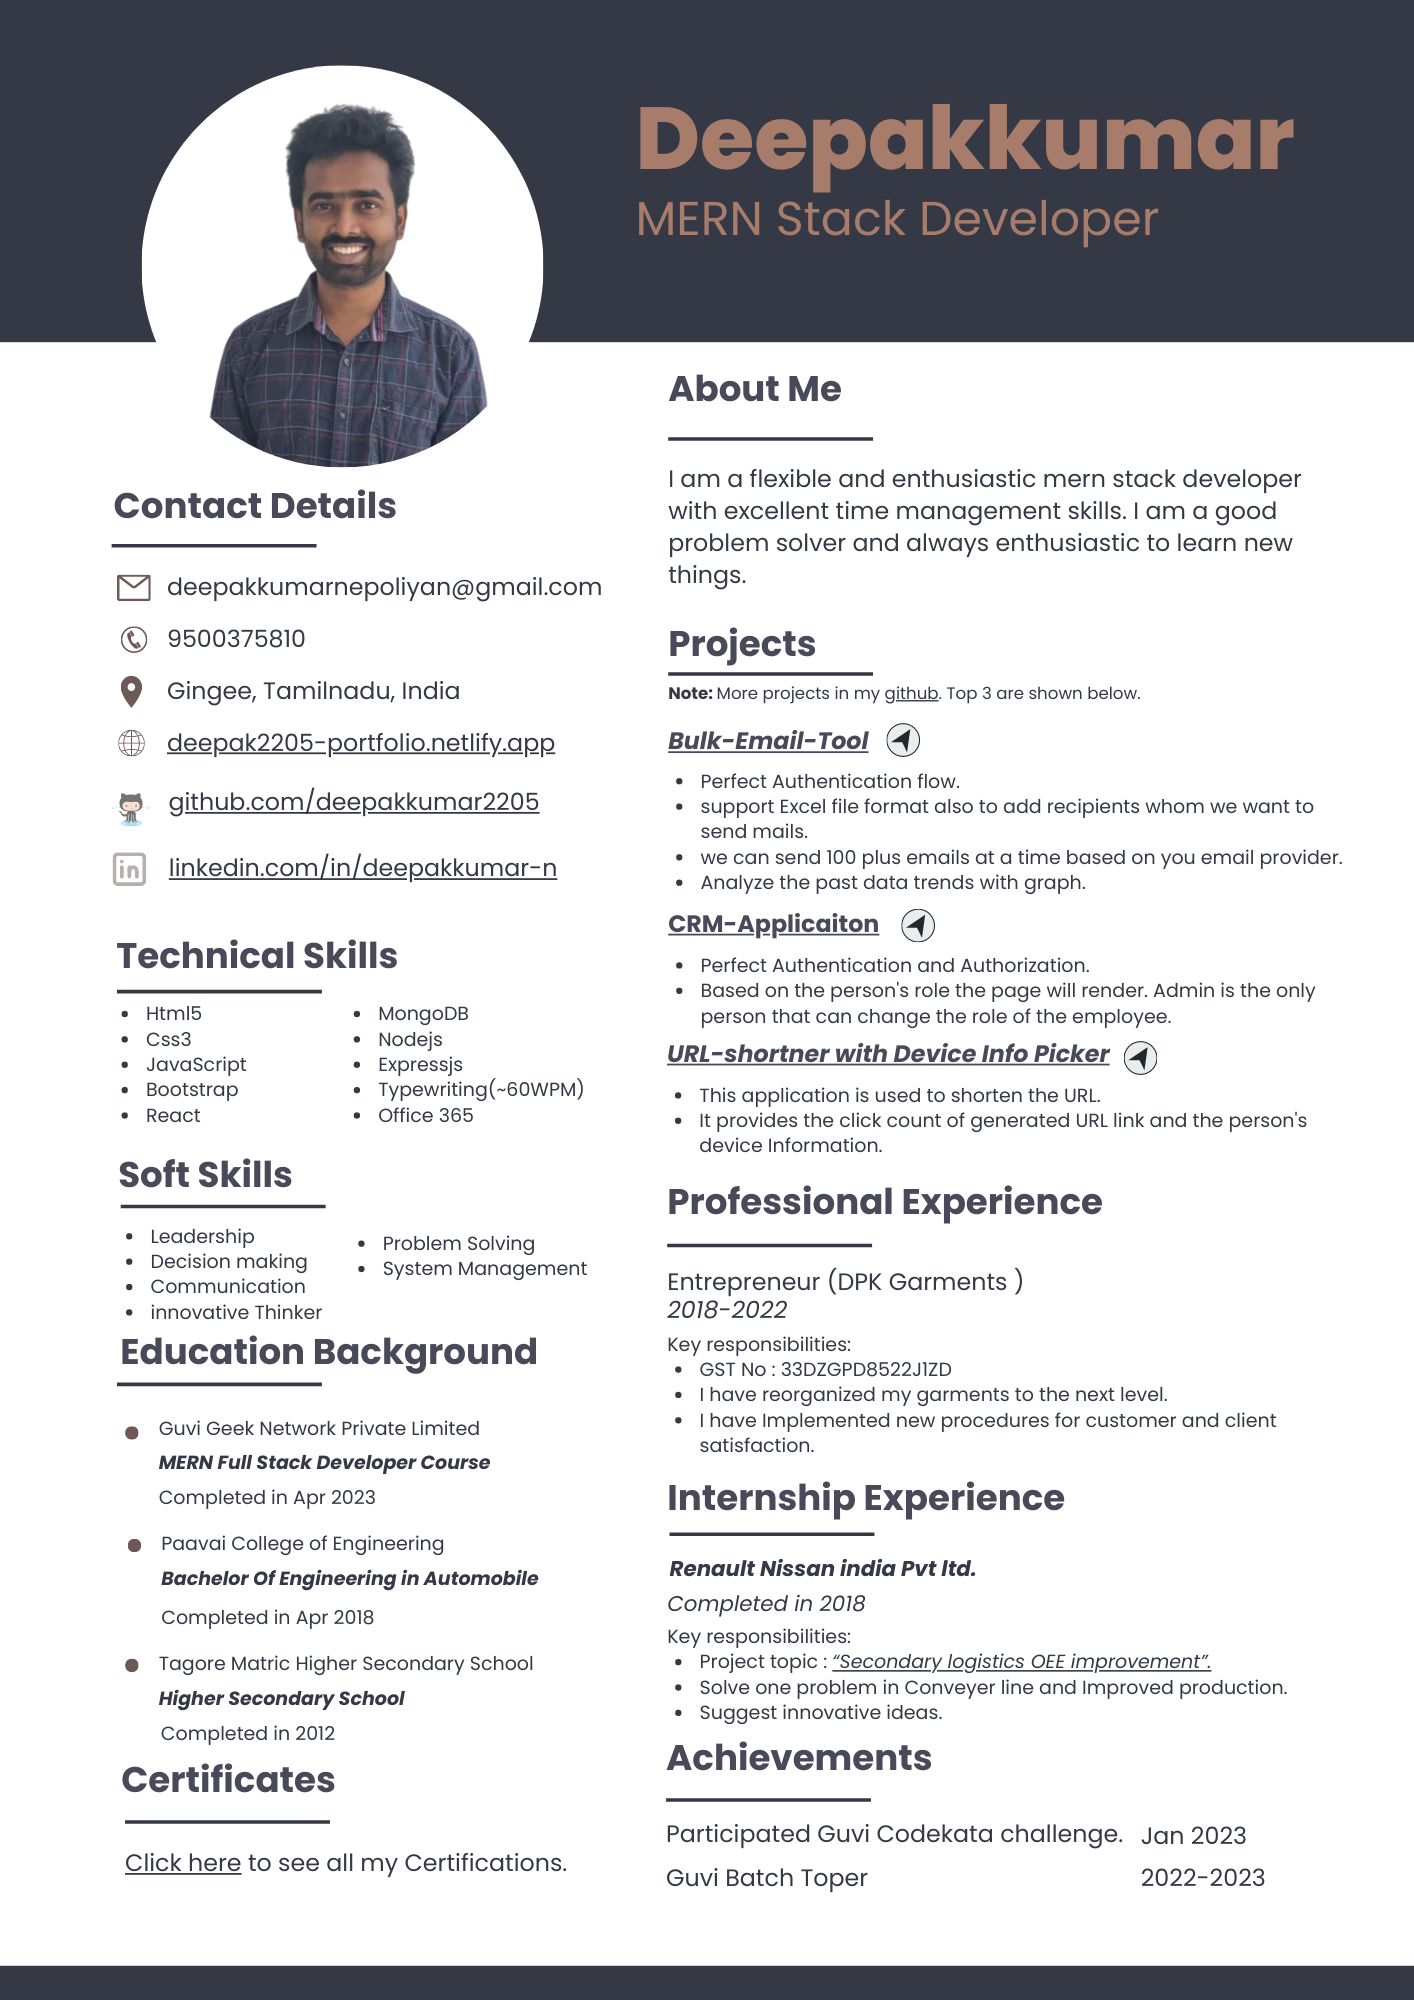 Deepakkumar
MERN Stack Developer
Contact Details
deepakkumarnepoliyan@gmail.com
9500375810
Gingee, Tamilnadu, India
deepak2205-portfolio.netlify.app
github.com/deepakkumar2205
in
linkedin.com/in/deepakkumar-n
Technical Skills
• Html5
• Css3
• JavaScript
• Bootstrap
• React
• MongoDB
• Nodejs
• Expressjs
• Typewriting(~60WPM)
• Office 365
Soft Skills
• Leadership
• Decision making
• Communication
• innovative Thinker
• Problem Solving
• System Management
Education Background
Guvi Geek Network Private Limited
MERN Full Stack Developer Course
Completed in Apr 2023
Paavai College of Engineering
Bachelor Of Engineering in Automobile
Completed in Apr 2018
Tagore Matric Higher Secondary School
Higher Secondary School
Completed in 2012
Certificates
Click here to see all my Certifications.
About Me
I am a flexible and enthusiastic mern stack developer
with excellent time management skills. I am a good
problem solver and always enthusiastic to learn new
things.
Projects
Note: More projects in my github. Top 3 are shown below.
Bulk-Email-Tool
• Perfect Authentication flow.
• support Excel file format also to add recipients whom we want to
send mails.
• we can send 100 plus emails at a time based on you email provider.
• Analyze the past data trends with graph.
CRM-Applicaiton
• Perfect Authentication and Authorization.
• Based on the person's role the page will render. Admin is the only
person that can change the role of the employee.
URL-shortner with Device Info Picker
• This application is used to shorten the URL.
• It provides the click count of generated URL link and the person's
device Information.
Professional Experience
Entrepreneur (DPK Garments )
2018-2022
Key responsibilities:
• GST No : 33DZGPD8522J1ZD
• I have reorganized my garments to the next level.
• I have Implemented new procedures for customer and client
satisfaction.
Internship Experience
Renault Nissan india Pvt ltd.
Completed in 2018
Key responsibilities:
• Project topic : “Secondary logistics OEE improvement”.
• Solve one problem in Conveyer line and Improved production.
• Suggest innovative ideas.
Achievements
Participated Guvi Codekata challenge. Jan 2023
Guvi Batch Toper 2022-2023